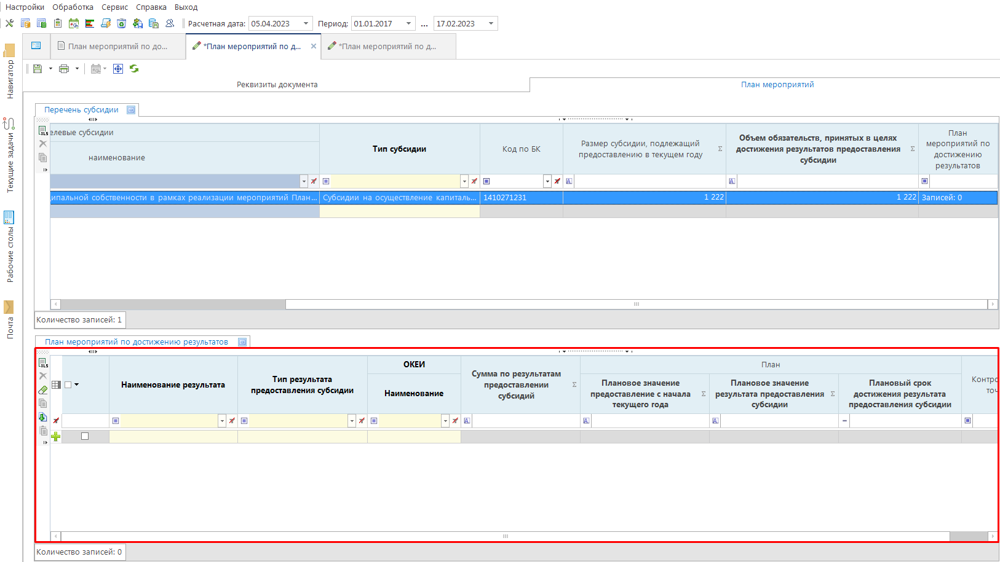 Настройки Обработка Сервис Справка Выход
Расчетная дата: 05.04.2023 Период: 01.01.2017 ... 17.02.2023
План мероприятий по до... *План мероприятий по д... *План мероприятий по д...
Навигатор
Текущие задачи
Рабочие столы
Почта
Реквизиты документа План мероприятий
Перечень субсидии
XLS
елевые субсидии
наименование
Тип субсидии
Код по БК
Размер субсидии, подлежащий
предоставлению в текущем году
Σ
Объем обязательств, принятых в целях
достижения результатов предоставления
субсидии
Σ
План
мероприятий по
достижению
результатов
A A
ципальной собственности в рамках реализации мероприятий План... Субсидии на осуществление капиталь... 1410271231 1 222 1 222 Записей: 0
Количество записей: 1
План мероприятий по достижению результатов
XLS
Наименование результата
Тип результата
предоставления субсидии
ОКЕИ
Наименование
Сумма по результатам
предоставлении
субсидий
Σ
План
Плановое значение
предоставление с начала
текущего года
Σ
Плановое значение
результата предоставления
субсидии
Σ
Плановый срок
достижения результата
предоставления субсидии
Контро
точ
A A A
Количество записей: 0